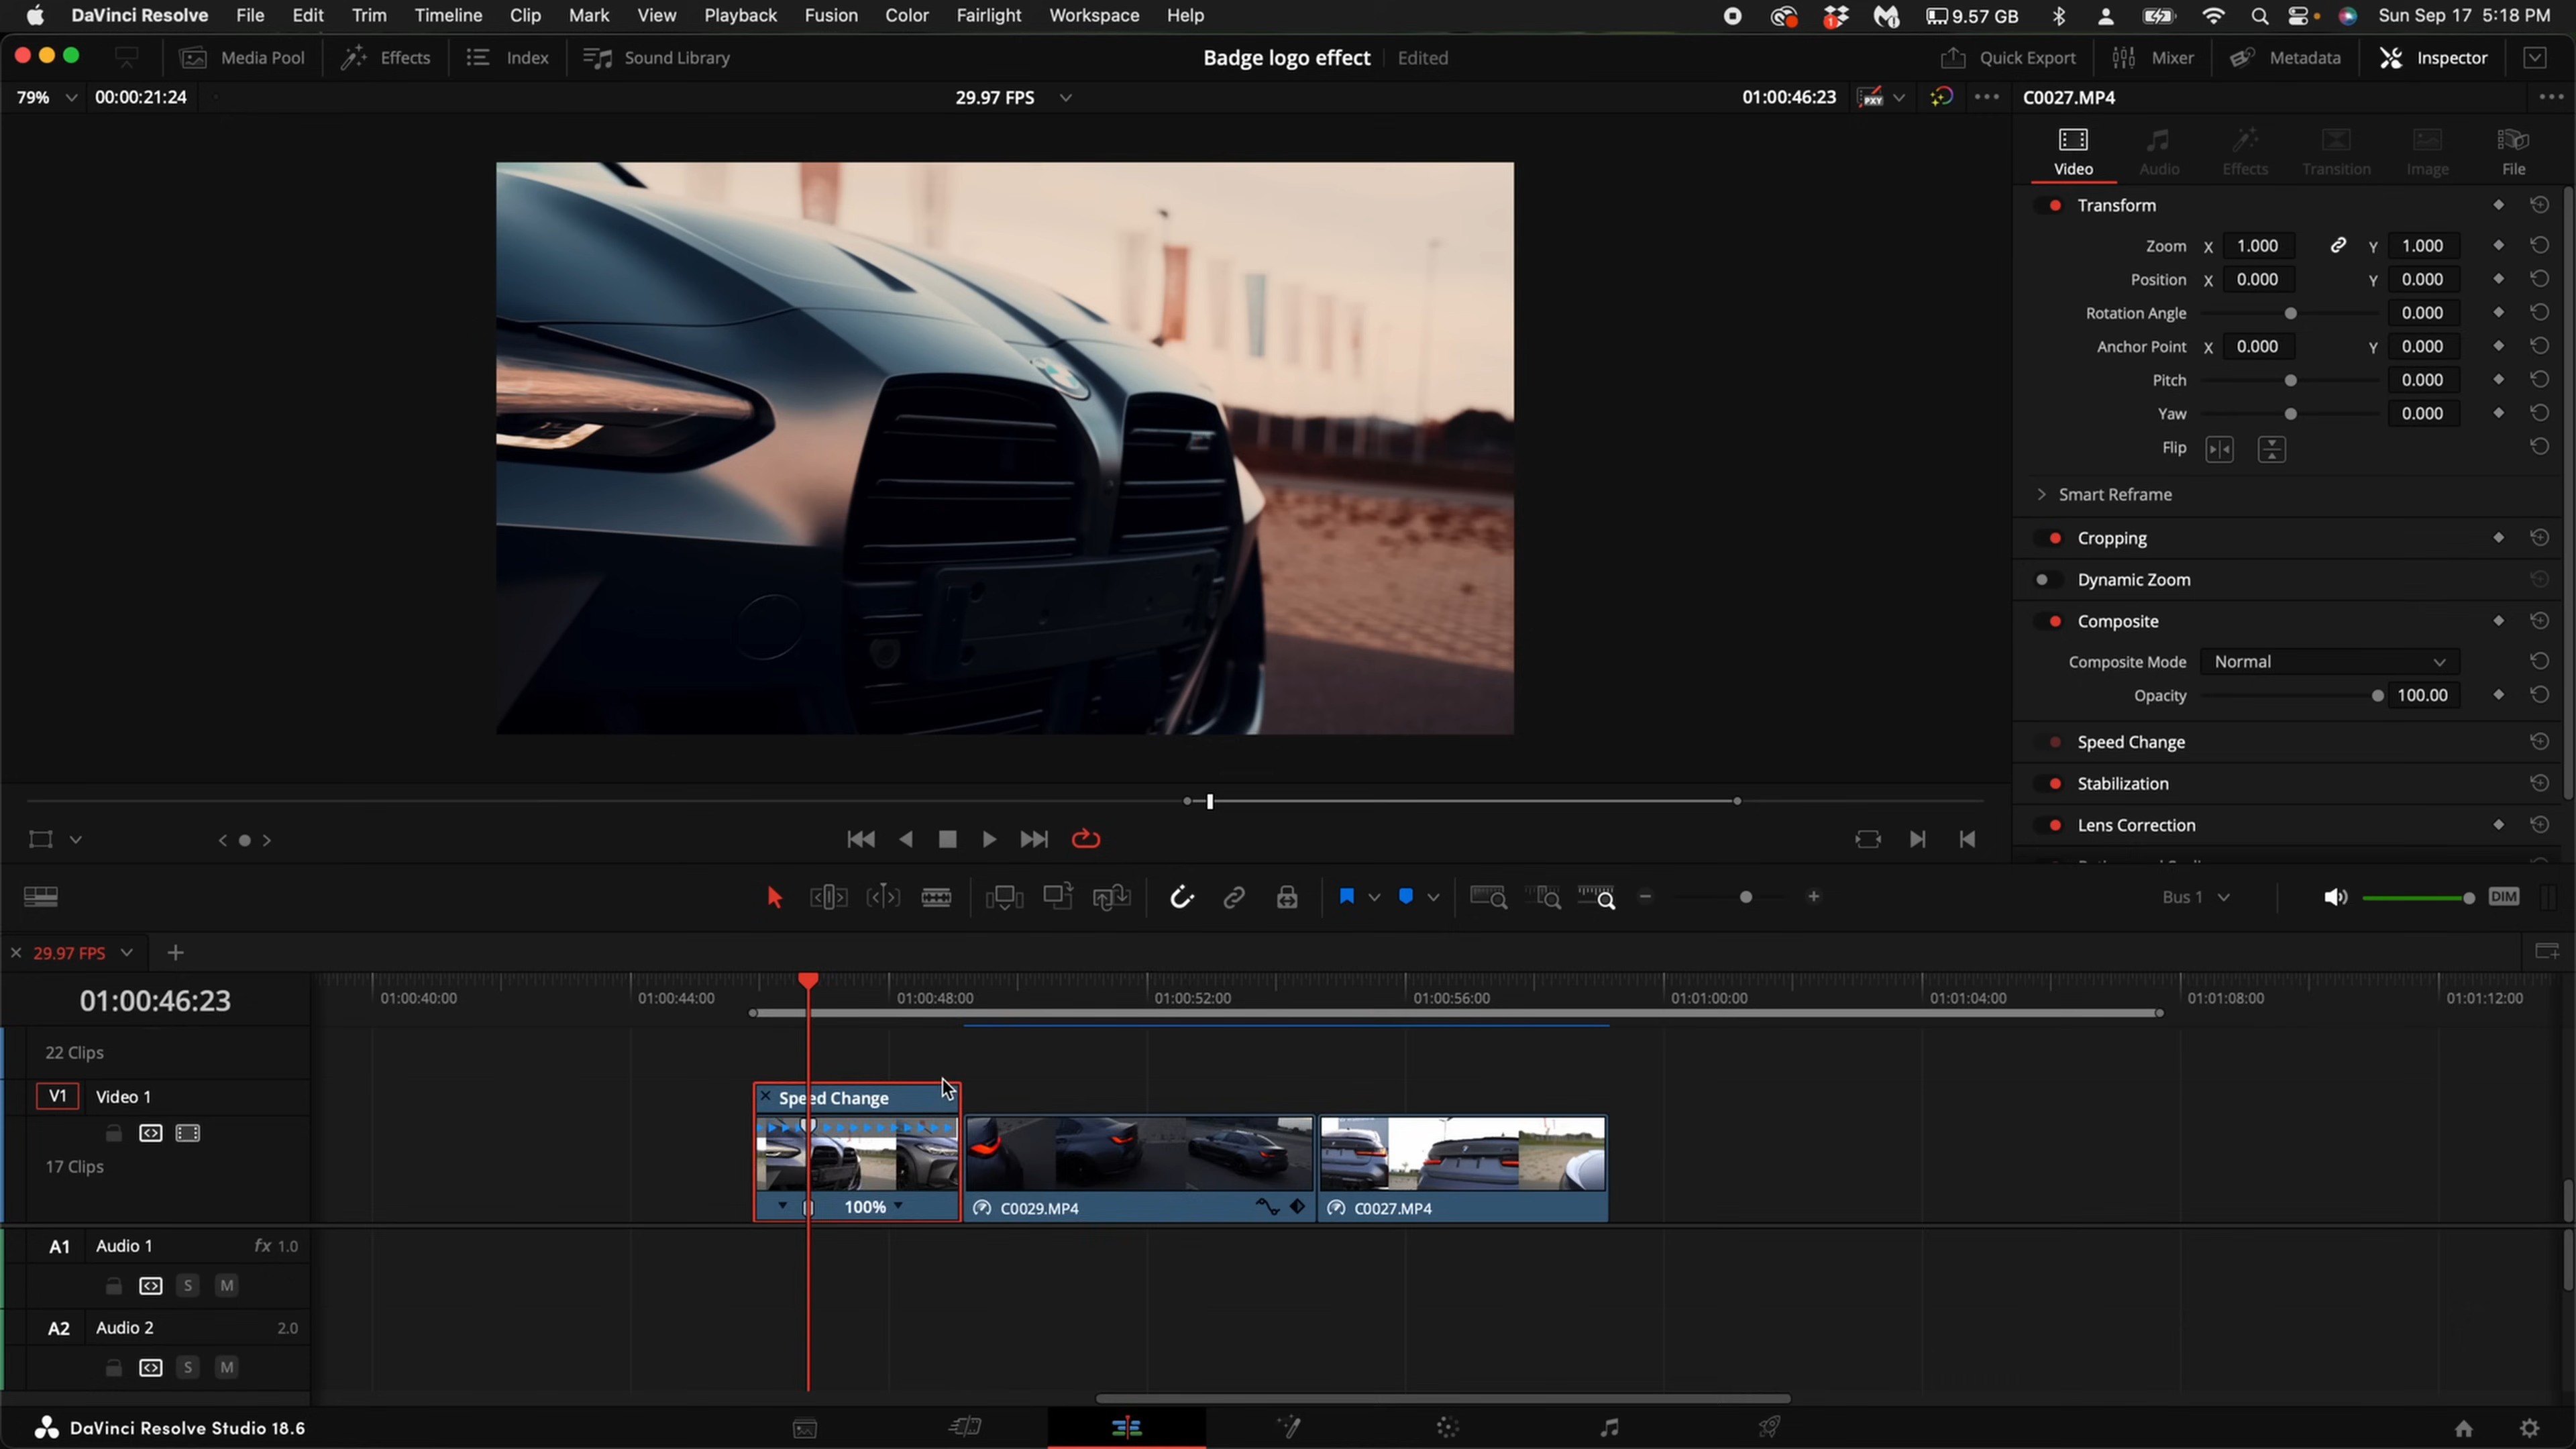 DaVinci Resolve File Edit Trim Timeline Clip Mark View Playback Fusion Color Fairlight Workspace Help 1 9.57 GB Sun Sep 17 5:18 PM
Media Pool Effects Index Sound Library Badge logo effect Edited Quick Export Mixer Metadata Inspector
79% 00:00:21:24 29.97 FPS 01:00:46:23 PXY C0027.MP4
Video Audio Effects Transition Image File
Transform
Zoom X 1.000 Y 1.000
Position X 0.000 Y 0.000
Rotation Angle 0.000
Anchor Point X 0.000 Y 0.000
Pitch 0.000
Yaw 0.000
Flip
Smart Reframe
Cropping
Dynamic Zoom
Composite
Composite Mode Normal
Opacity 100.00
Speed Change
Stabilization
Lens Correction
Bus 1 DIM
29.97 FPS
01:00:46:23 01:00:40:00 01:00:44:00 01:00:48:00 01:00:52:00 01:00:56:00 01:01:00:00 01:01:04:00 01:01:08:00 01:01:12:00
22 Clips
V1 Video 1 Speed Change
17 Clips
100% C0029.MP4 C0027.MP4
A1 Audio 1 fx 1.0
S M
A2 Audio 2 2.0
S M
DaVinci Resolve Studio 18.6